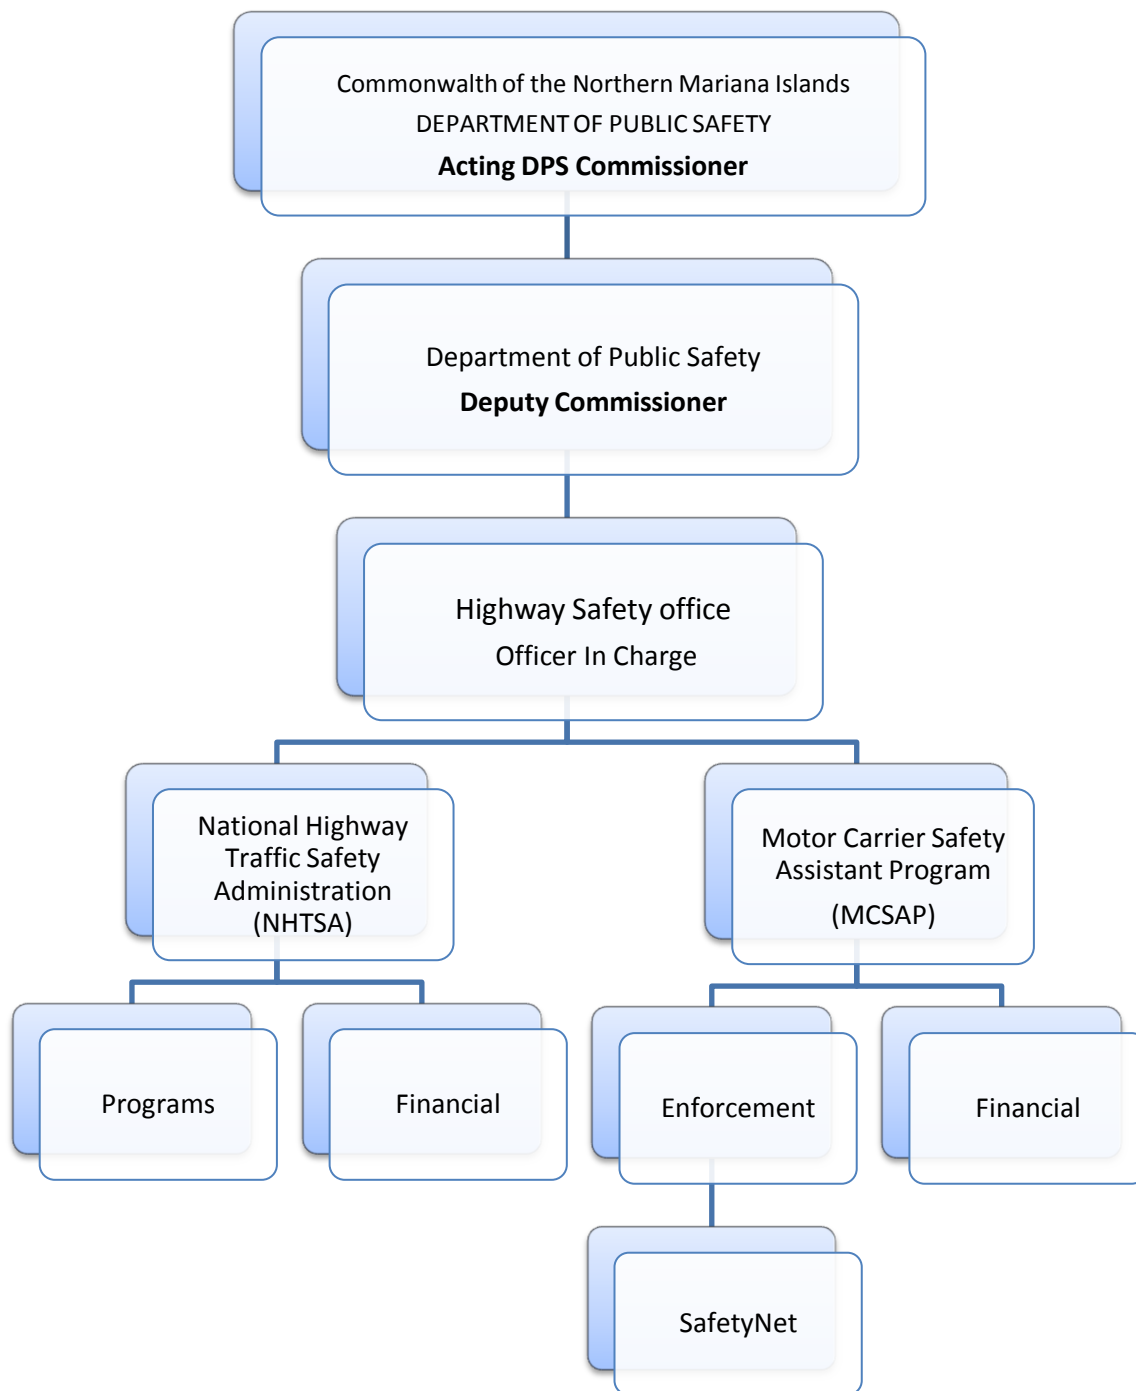 Commonwalth of the Northern Mariana Islands
DEPARTMENT OF PUBLIC SAFETY
Acting DPS Commissioner
Department of Public Safety
Deputy Commissioner
Highway Safety office
Officer In Charge
National Highway
Traffic Safety
Administration
(NHTSA)
Motor Carrier Safety
Assistant Program
(MCSAP)
Programs
Financial
Enforcement
Financial
SafetyNet